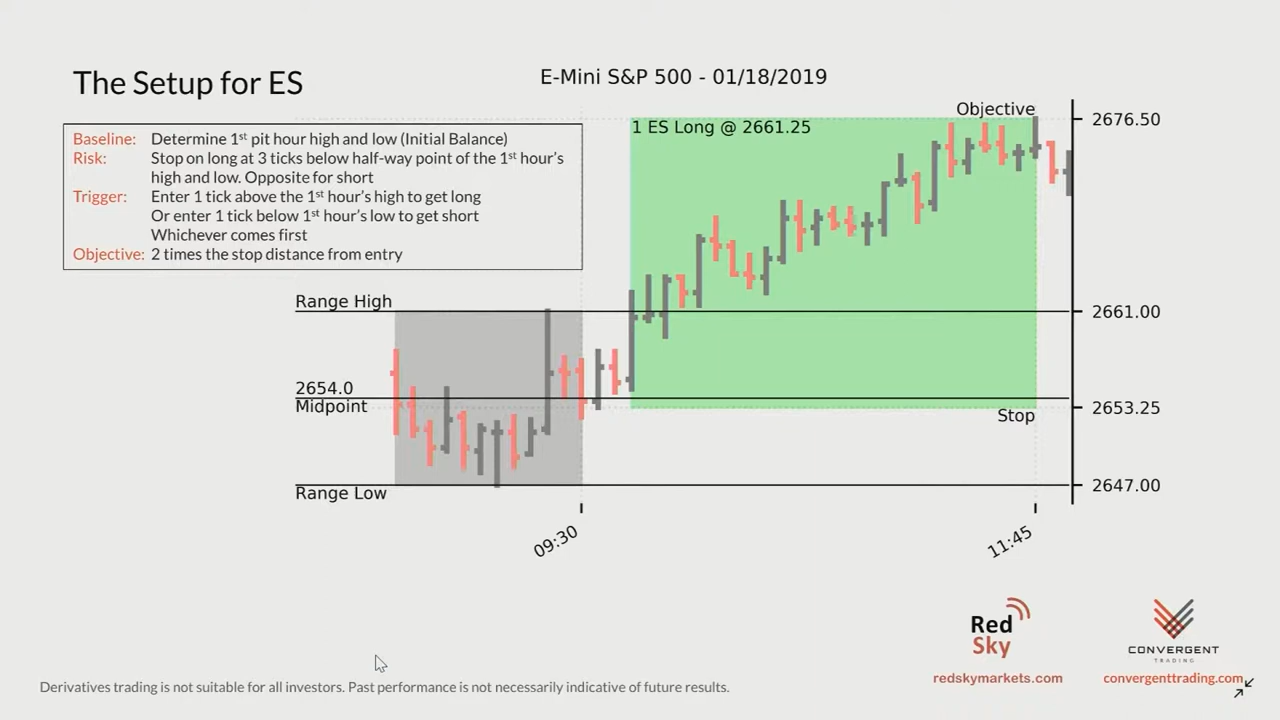 The Setup for ES
E-Mini S&P 500 - 01/18/2019
Baseline: Determine 1st pit hour high and low (Initial Balance)
Risk: Stop on long at 3 ticks below half-way point of the 1st hour's
high and low. Opposite for short
Trigger: Enter 1 tick above the 1st hour's high to get long
Or enter 1 tick below 1st hour's low to get short
Whichever comes first
Objective: 2 times the stop distance from entry
Objective
1 ES Long @ 2661.25
2676.50
Range High
2661.00
2654.0
Midpoint
2653.25
Stop
Range Low
2647.00
09:30
11:45
Red
Sky
redskymarkets.com
CONVERGENT
TRADING
convergenttrading.com
Derivatives trading is not suitable for all investors. Past performance is not necessarily indicative of future results.